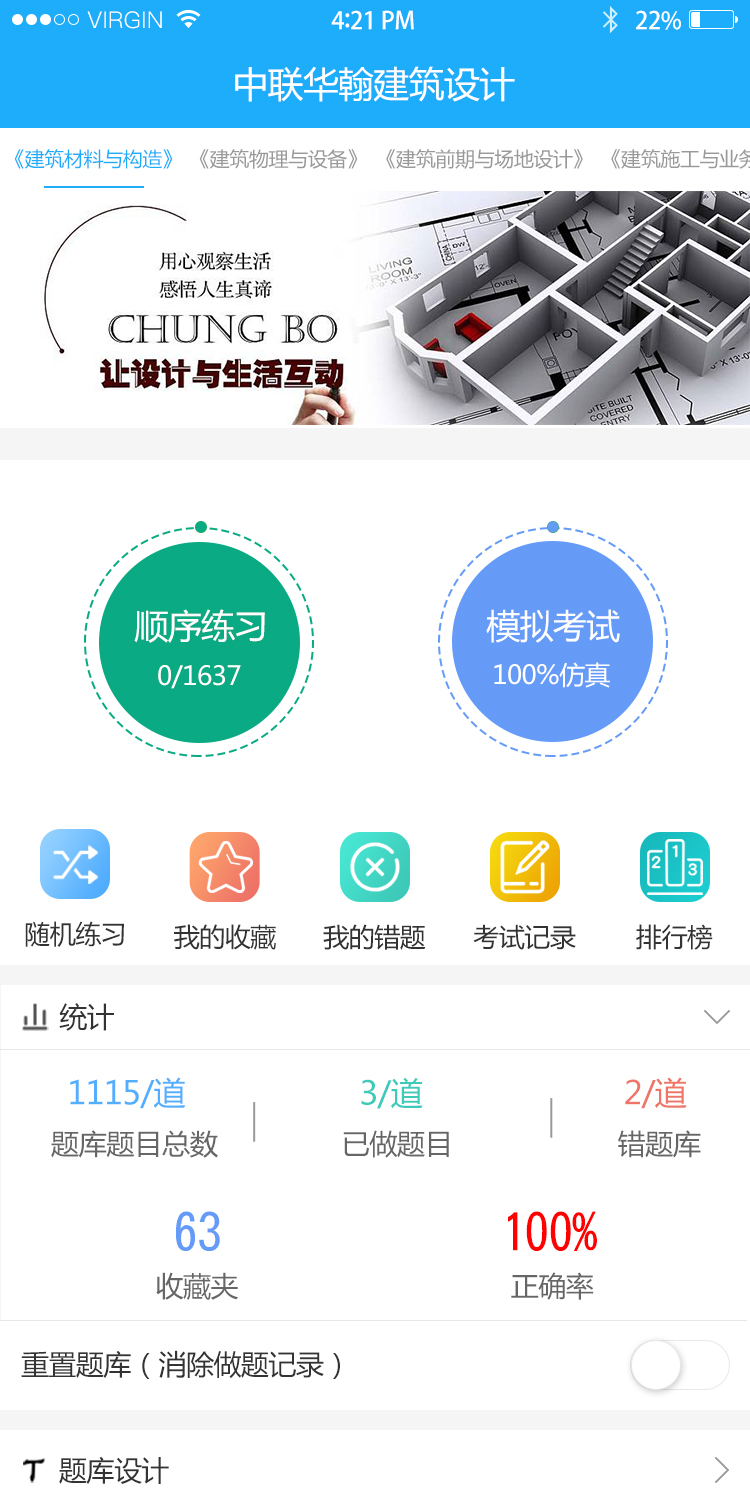 VIRGIN 4:21 PM 22%
中联华翰建筑设计
《建筑材料与构造》 《建筑物理与设备》 《建筑前期与场地设计》 《建筑施工与业务
用心观察生活
感悟人生真谛
CHUNG BO
让设计与生活互动
LIVING
ROOM
DW
OVEN
SITE BUILT
COVERED
ENTRY
顺序练习
0/1637
模拟考试
100%仿真
2 1 3
随机练习 我的收藏 我的错题 考试记录 排行榜
统计
1115/道 3/道 2/道
题库题目总数 已做题目 错题库
63 100%
收藏夹 正确率
重置题库（消除做题记录）
T 题库设计